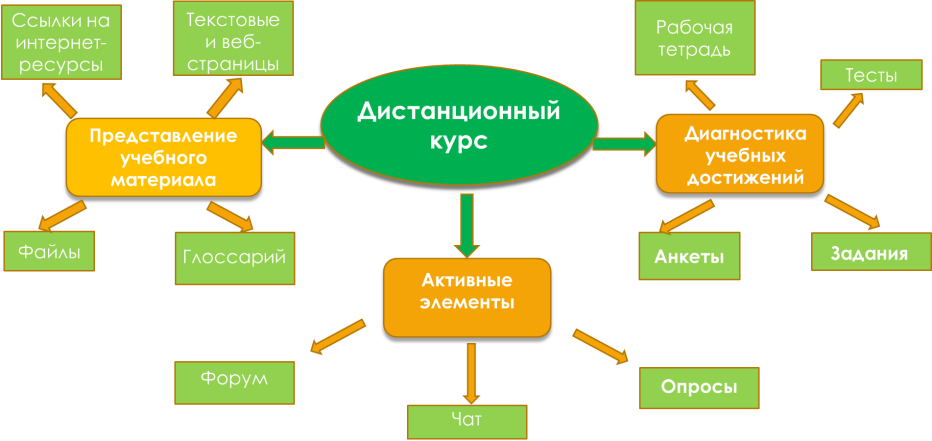 Ссылки на
интернет-
ресурсы
Текстовые
и веб-
страницы
Рабочая
тетрадь
Тесты
Дистанционный
курс
Представление
учебного
материала
Диагностика
учебных
достижений
Файлы
Глоссарий
Анкеты
Задания
Активные
элементы
Форум
Чат
Опросы